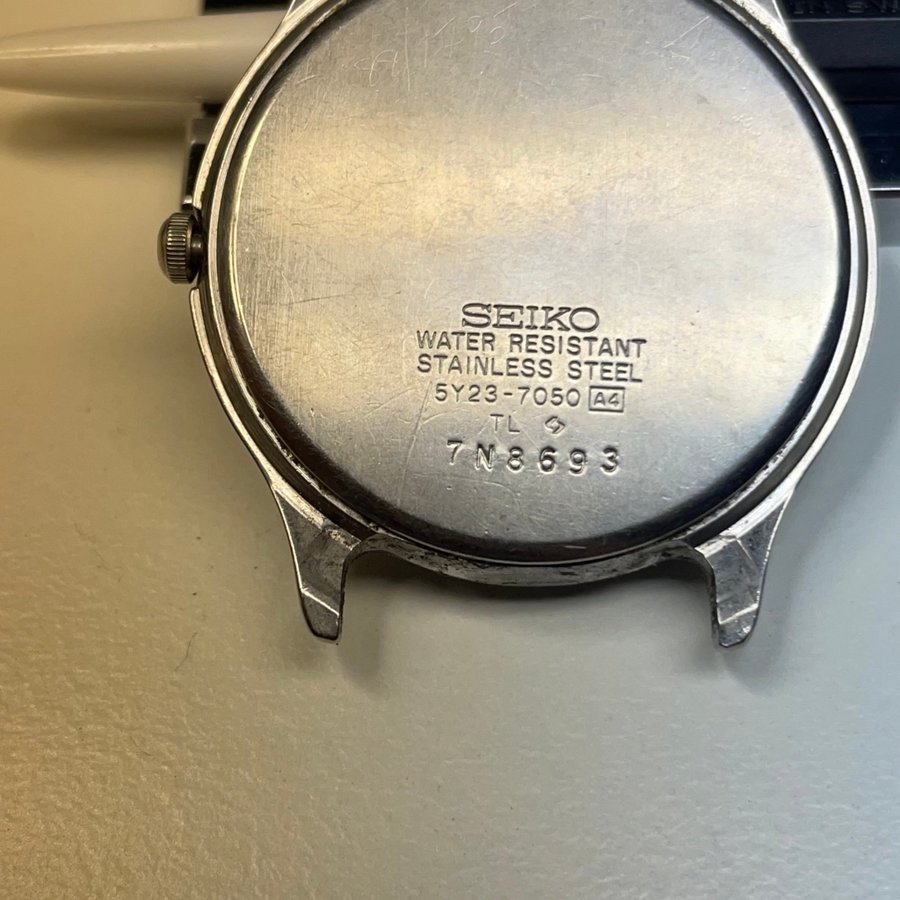 SEIKO
WATER RESISTANT
STAINLESS STEEL
5Y23-7050 A4
TL
7N8693